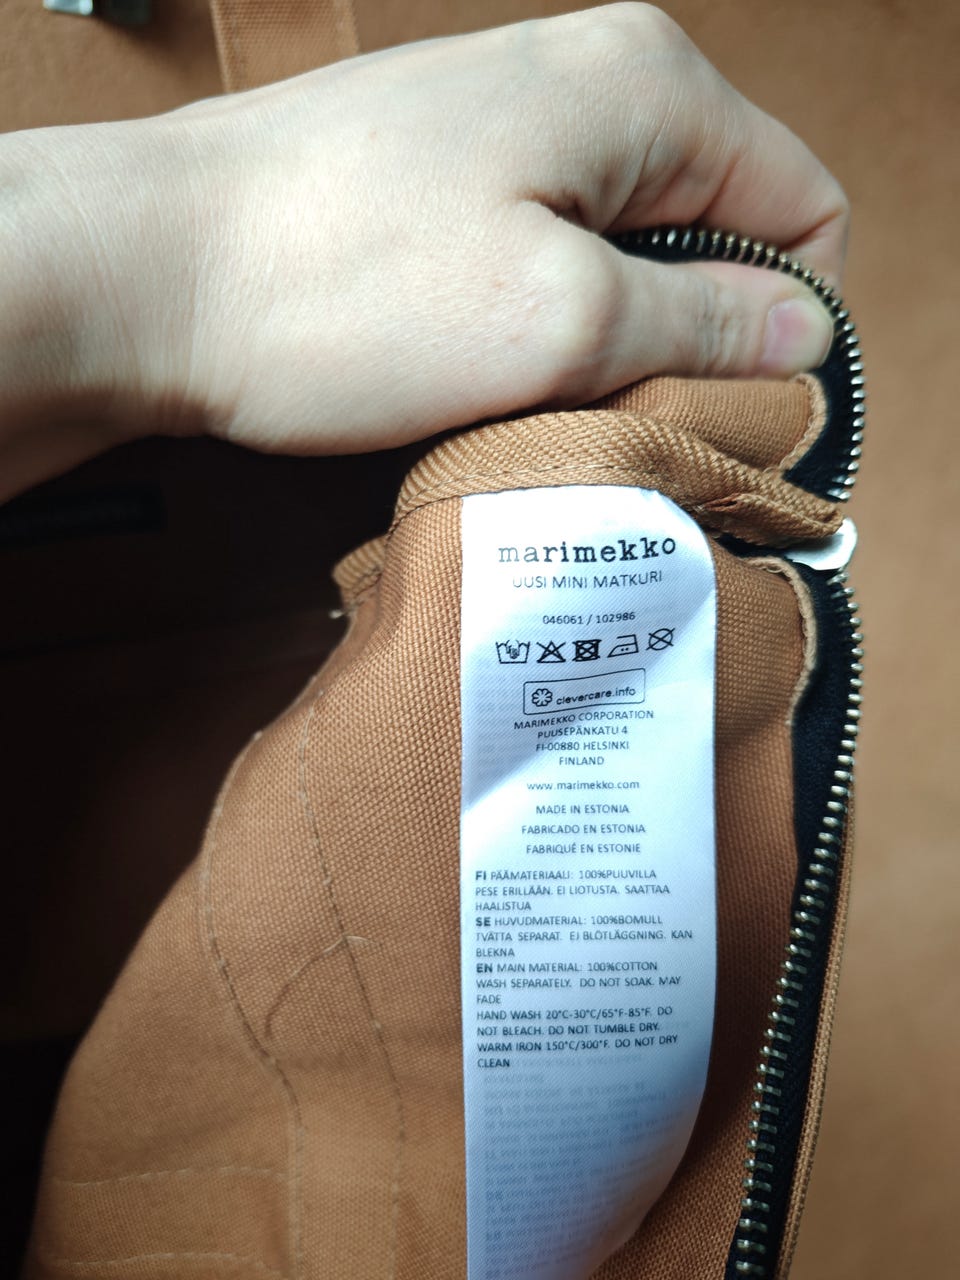 marimekko
UUSI MINI MATKURI
046061 / 102986
clevercare.info
MARIMEKKO CORPORATION
PUUSEPÄNKATU 4
FI-00880 HELSINKI
FINLAND
www.marimekko.com
MADE IN ESTONIA
FABRICADO EN ESTONIA
FABRIQUÉ EN ESTONIE
FI PÄÄMATERIAALI: 100%PUUVILLA
PESE ERILLÄÄN. EI LIOTUSTA. SAATTAA
HAALISTUA
SE HUVUDMATERIAL: 100%BOMULL
TVÄTTA SEPARAT. EJ BLÖTLÄGGNING. KAN
BLEKNA
EN MAIN MATERIAL: 100%COTTON
WASH SEPARATELY. DO NOT SOAK. MAY
FADE
HAND WASH 20°C-30°C/65°F-85°F. DO
NOT BLEACH. DO NOT TUMBLE DRY.
WARM IRON 150°C/300°F. DO NOT DRY
CLEAN